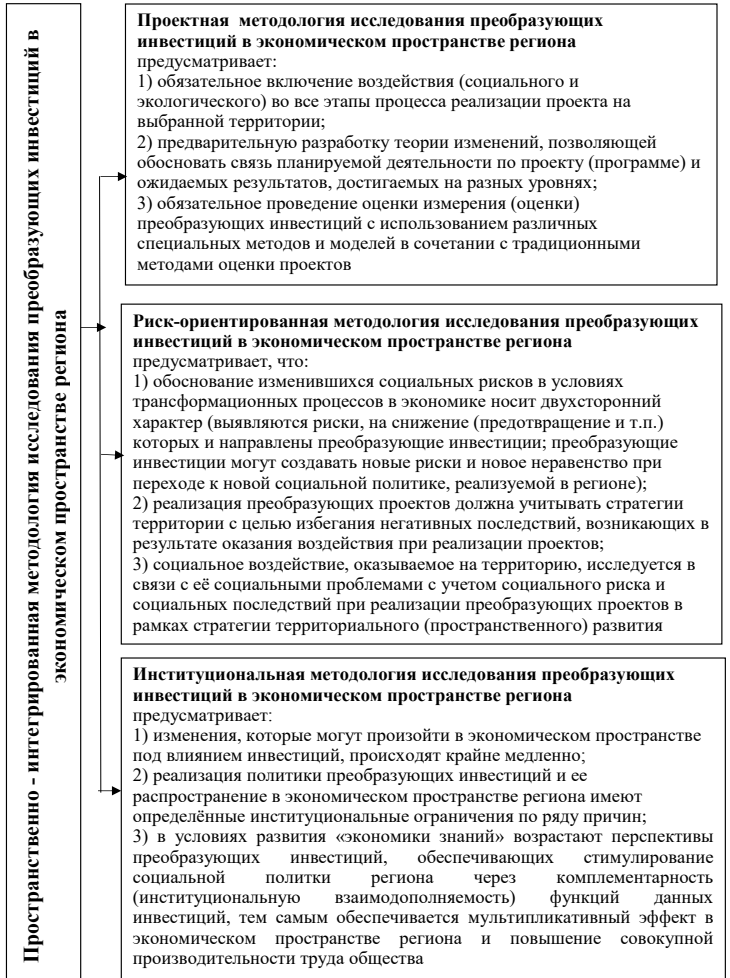 Пространственно - интегрированная методология исследования преобразующих инвестиций в
экономическом пространстве региона
Проектная методология исследования преобразующих
инвестиций в экономическом пространстве региона
предусматривает:
1) обязательное включение воздействия (социального и
экологического) во все этапы процесса реализации проекта на
выбранной территории;
2) предварительную разработку теории изменений, позволяющей
обосновать связь планируемой деятельности по проекту (программе) и
ожидаемых результатов, достигаемых на разных уровнях;
3) обязательное проведение оценки измерения (оценки)
преобразующих инвестиций с использованием различных
специальных методов и моделей в сочетании с традиционными
методами оценки проектов
Риск-ориентированная методология исследования преобразующих
инвестиций в экономическом пространстве региона
предусматривает, что:
1) обоснование изменившихся социальных рисков в условиях
трансформационных процессов в экономике носит двухсторонний
характер (выявляются риски, на снижение (предотвращение и т.п.)
которых и направлены преобразующие инвестиции; преобразующие
инвестиции могут создавать новые риски и новое неравенство при
переходе к новой социальной политике, реализуемой в регионе);
2) реализация преобразующих проектов должна учитывать стратегии
территории с целью избегания негативных последствий, возникающих в
результате оказания воздействия при реализации проектов;
3) социальное воздействие, оказываемое на территорию, исследуется в
связи с её социальными проблемами с учетом социального риска и
социальных последствий при реализации преобразующих проектов в
рамках стратегии территориального (пространственного) развития
Институциональная методология исследования преобразующих
инвестиций в экономическом пространстве региона
предусматривает:
1) изменения, которые могут произойти в экономическом пространстве
под влиянием инвестиций, происходят крайне медленно;
2) реализация политики преобразующих инвестиций и ее
распространение в экономическом пространстве региона имеют
определённые институциональные ограничения по ряду причин;
3) в условиях развития «экономики знаний» возрастают перспективы
преобразующих инвестиций, обеспечивающих стимулирование
социальной политки региона через комплементарность
(институциональную взаимодополняемость) функций данных
инвестиций, тем самым обеспечивается мультипликативный эффект в
экономическом пространстве региона и повышение совокупной
производительности труда общества